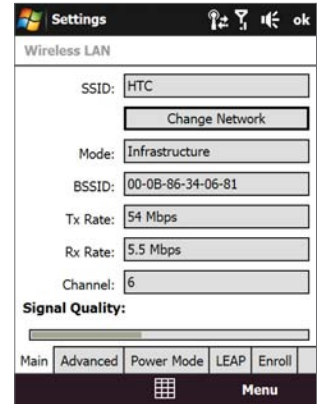 Settings ok
Wireless LAN
SSID: HTC
Change Network
Mode: Infrastructure
BSSID: 00-0B-86-34-06-81
Tx Rate: 54 Mbps
Rx Rate: 5.5 Mbps
Channel: 6
Signal Quality:
Main Advanced Power Mode LEAP Enroll
Menu